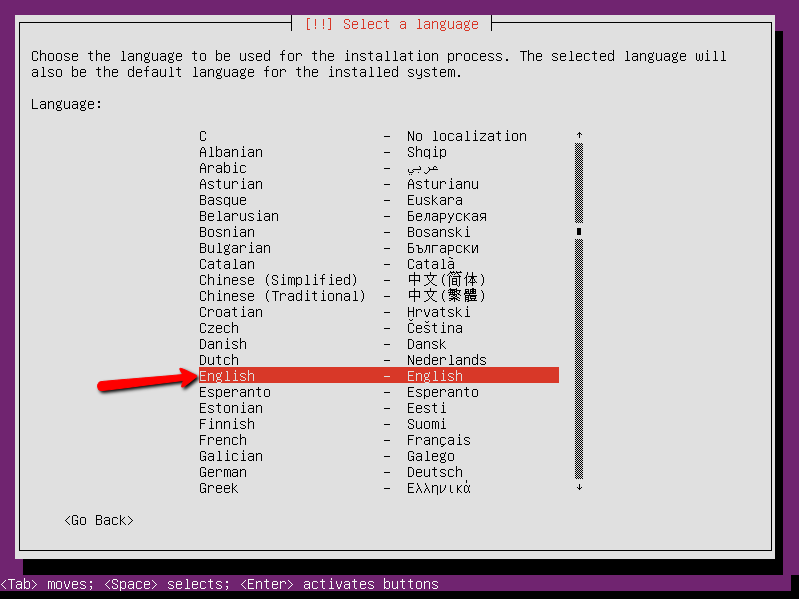 [!!] Select a language
Choose the language to be used for the installation process. The selected language will
also be the default language for the installed system.
Language:
C - No localization
Albanian - Shqip
Arabic - عربي
Asturian - Asturianu
Basque - Euskara
Belarusian - Беларуская
Bosnian - Bosanski
Bulgarian - Български
Catalan - Català
Chinese (Simplified) - 中文(简体)
Chinese (Traditional) - 中文(繁體)
Croatian - Hrvatski
Czech - Čeština
Danish - Dansk
Dutch - Nederlands
English - English
Esperanto - Esperanto
Estonian - Eesti
Finnish - Suomi
French - Français
Galician - Galego
German - Deutsch
Greek - Ελληνικά
<Go Back>
<Tab> moves; <Space> selects; <Enter> activates buttons